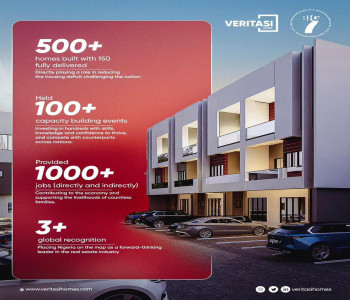 VERITASI
500+
homes built with 150
fully delivered
Directly playing a role in reducing
the housing deficit challenging the nation
Held
100+
capacity building events
Investing in hundreds with skills,
knowledge and confidence to thrive,
and compete with counterparts
across nations.
Provided
1000+
jobs (directly and indirectly)
Contributing to the economy and
supporting the livelihoods of countless
families.
3+
global recognition
Placing Nigeria on the map as a forward-thinking
leader in the real estate industry
www.veritasihomes.com
veritasihomes